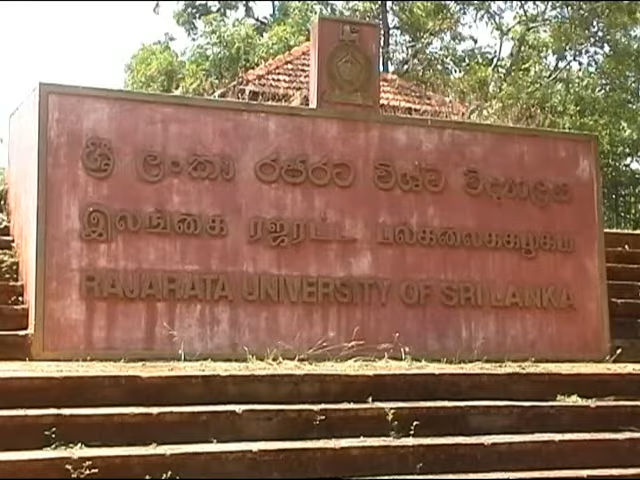 ශ්‍රී ලංකා රජරට විශ්ව විද්‍යාලය
இலங்கை ரஜரட்ட பல்கலைக்கழகம்
RAJARATA UNIVERSITY OF SRI LANKA